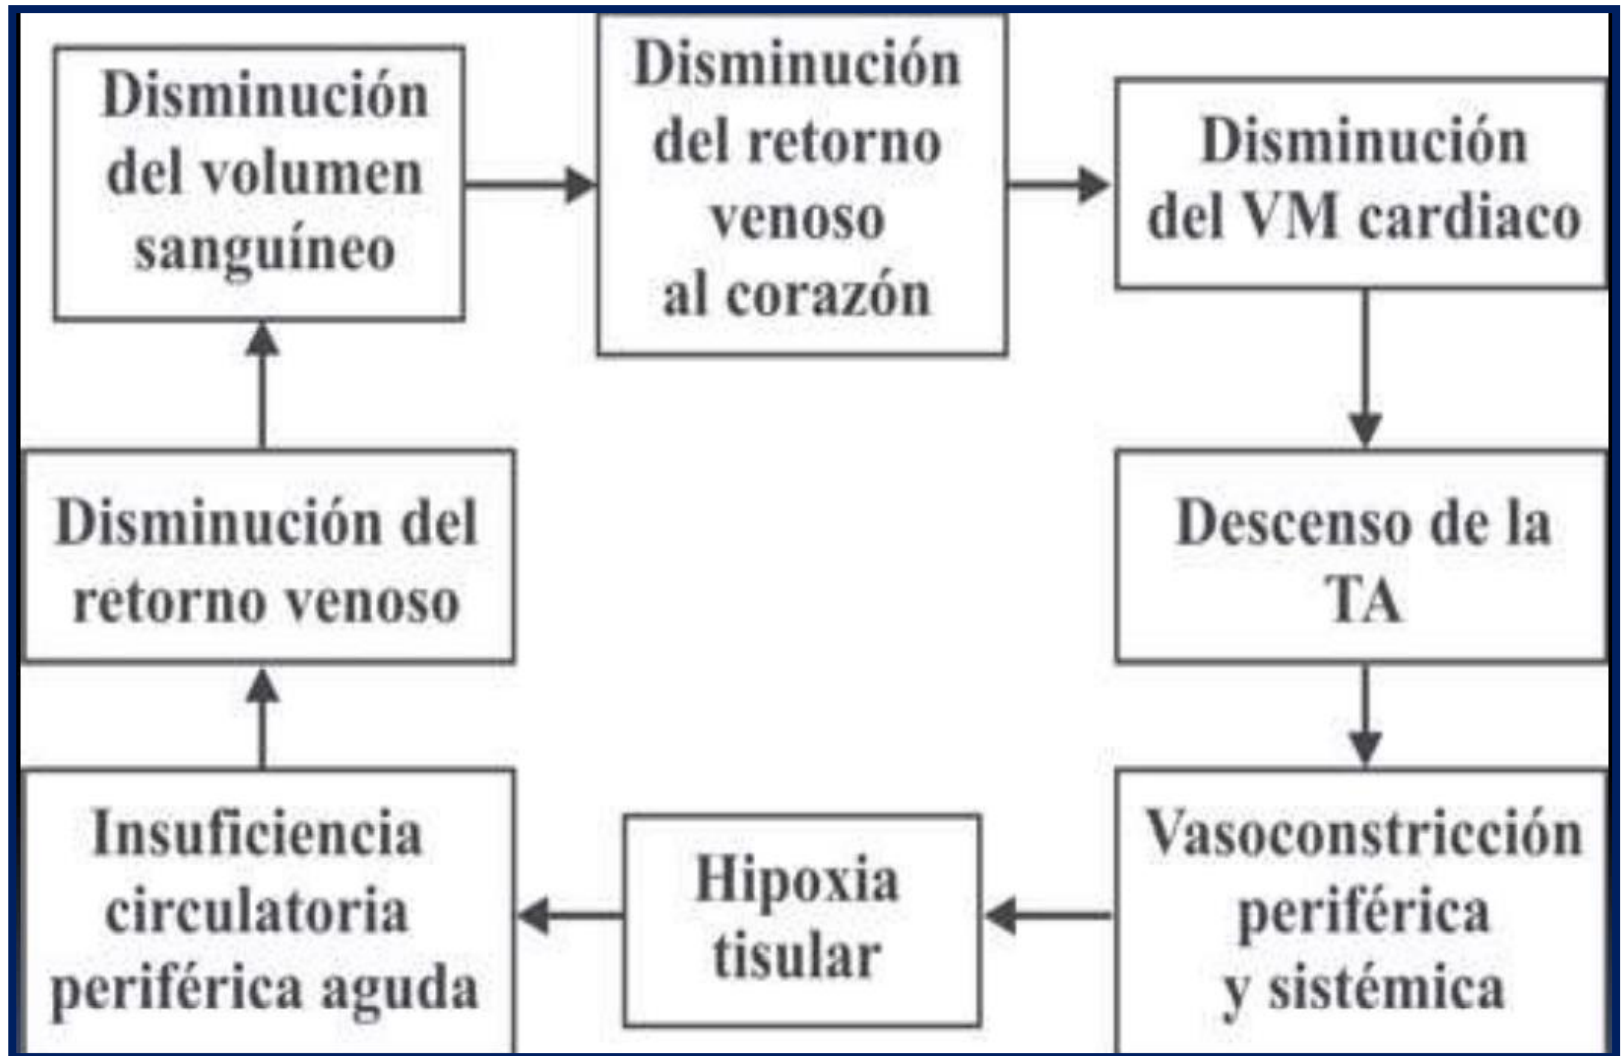 Disminución
del volumen
sanguíneo
Disminución
del retorno
venoso
al corazón
Disminución
del VM cardiaco
Descenso de la
TA
Vasoconstricción
periférica
y sistémica
Hipoxia
tisular
Insuficiencia
circulatoria
periférica aguda
Disminución del
retorno venoso